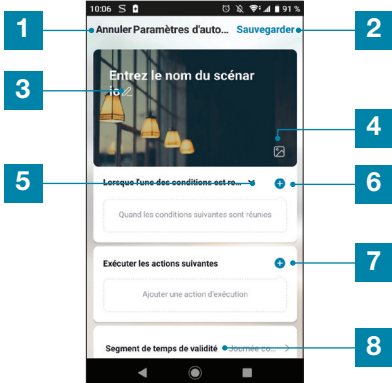 10:06 S 91 %
1 Annuler Paramètres d'auto... Sauvegarder 2
Entrez le nom du scénar
3 io
4
5 Lorsque l'une des conditions est re... 6
Quand les conditions suivantes sont réunies
Exécuter les actions suivantes 7
Ajouter une action d'exécution
Segment de temps de validité Journée co... 8